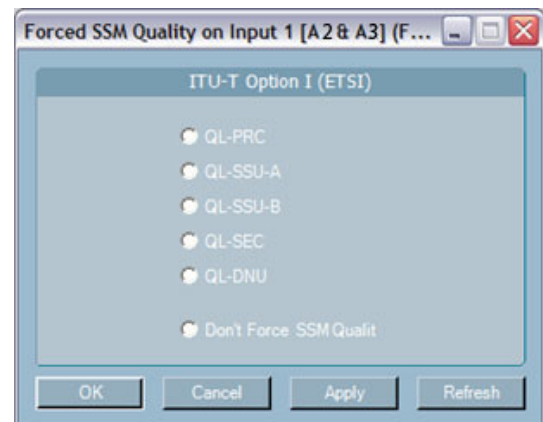 Forced SSM Quality on Input 1 [A2 & A3] (F...
ITU-T Option I (ETSI)
QL-PRC
QL-SSU-A
QL-SSU-B
QL-SEC
QL-DNU
Don't Force SSM Qualit
OK Cancel Apply Refresh